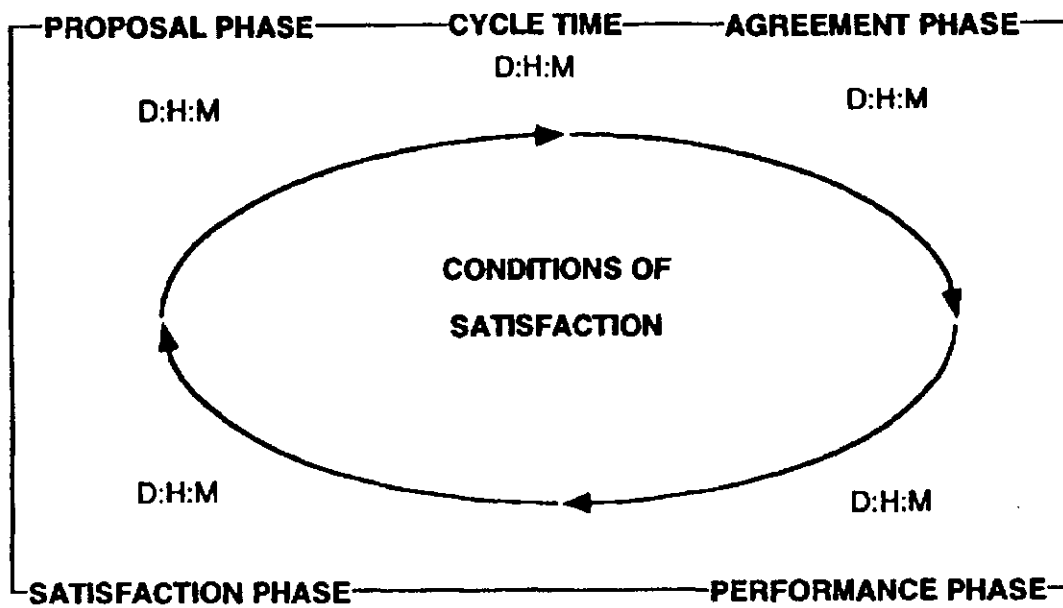 PROPOSAL PHASE CYCLE TIME AGREEMENT PHASE
D:H:M
D:H:M D:H:M
CONDITIONS OF
SATISFACTION
D:H:M D:H:M
SATISFACTION PHASE PERFORMANCE PHASE